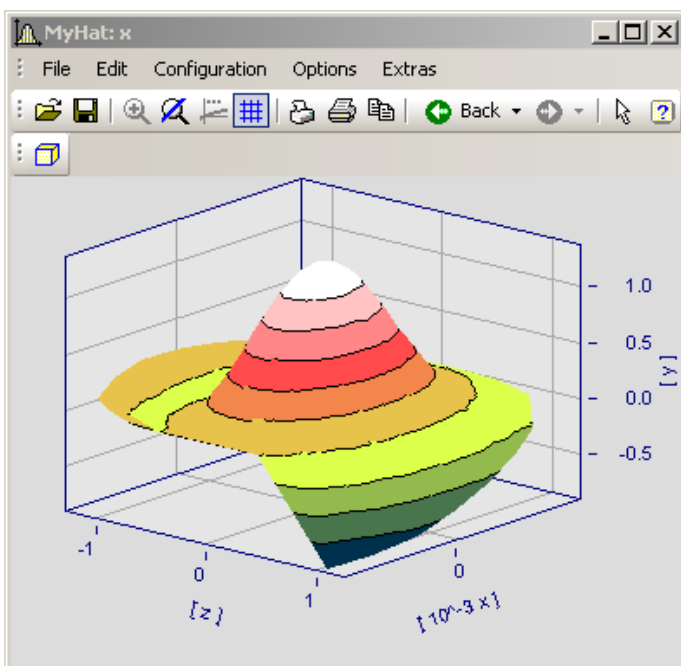 MyHat: x
File Edit Configuration Options Extras
Back
1.0
0.5
0.0
-0.5
[ y ]
-1
0
1
[ z ]
0
[ 10^-3 x ]